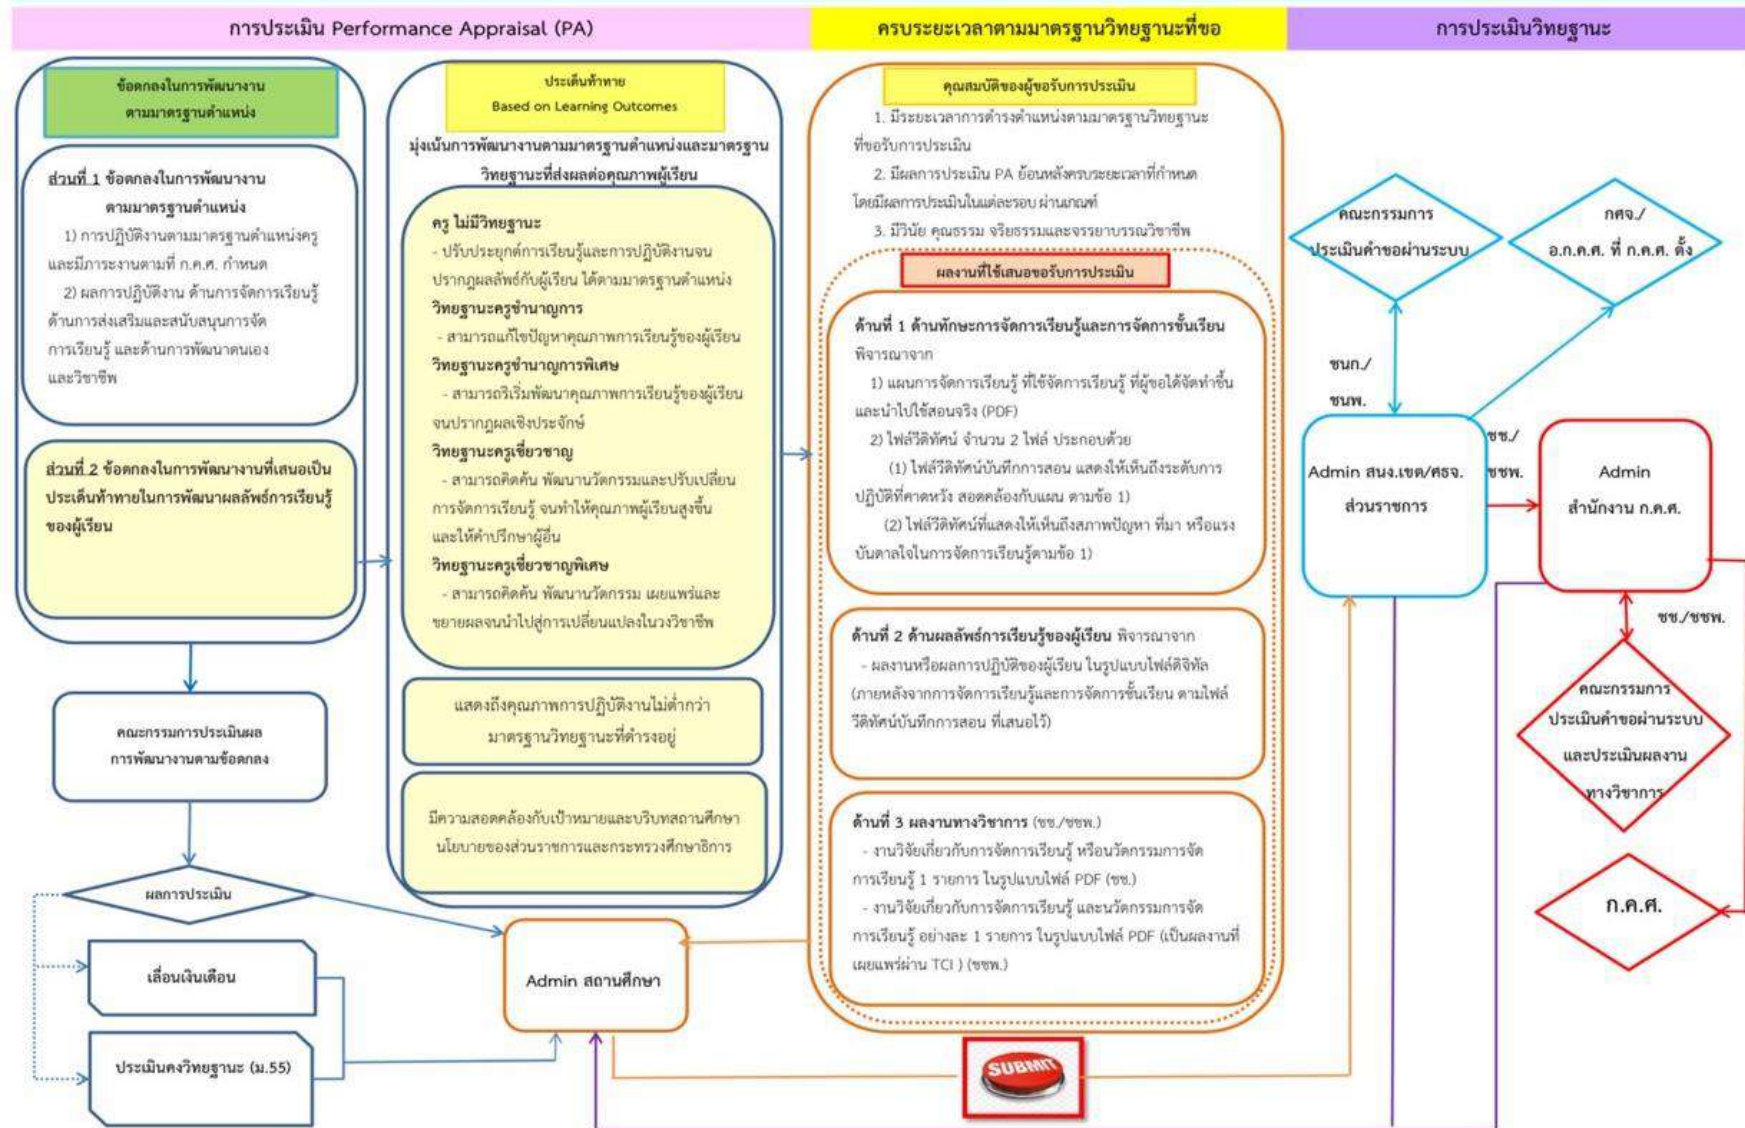 การประเมิน Performance Appraisal (PA)
ครบระยะเวลาตามมาตรฐานวิทยฐานะที่ขอ
การประเมินวิทยฐานะ
ข้อตกลงในการพัฒนางาน
ตามมาตรฐานตำแหน่ง
ส่วนที่ 1 ข้อตกลงในการพัฒนางาน
ตามมาตรฐานตำแหน่ง
1) การปฏิบัติงานตามมาตรฐานตำแหน่งครู
และมีภาระงานตามที่ ก.ค.ศ. กำหนด
2) ผลการปฏิบัติงาน ด้านการจัดการเรียนรู้
ด้านการส่งเสริมและสนับสนุนการจัด
การเรียนรู้ และด้านการพัฒนาตนเอง
และวิชาชีพ
ส่วนที่ 2 ข้อตกลงในการพัฒนางานที่เสนอเป็น
ประเด็นท้าทายในการพัฒนาผลลัพธ์การเรียนรู้
ของผู้เรียน
คณะกรรมการประเมินผล
การพัฒนางานตามข้อตกลง
ผลการประเมิน
เลื่อนเงินเดือน
ประเมินคงวิทยฐานะ (ม.55)
ประเด็นท้าทาย
Based on Learning Outcomes
มุ่งเน้นการพัฒนางานตามมาตรฐานตำแหน่งและมาตรฐาน
วิทยฐานะที่ส่งผลต่อคุณภาพผู้เรียน
ครู ไม่มีวิทยฐานะ
- ปรับประยุกต์การเรียนรู้และการปฏิบัติงานจน
ปรากฏผลลัพธ์กับผู้เรียน ได้ตามมาตรฐานตำแหน่ง
วิทยฐานะครูชำนาญการ
- สามารถแก้ไขปัญหาคุณภาพการเรียนรู้ของผู้เรียน
วิทยฐานะครูชำนาญการพิเศษ
- สามารถริเริ่มพัฒนาคุณภาพการเรียนรู้ของผู้เรียน
จนปรากฏผลเชิงประจักษ์
วิทยฐานะครูเชี่ยวชาญ
- สามารถคิดค้น พัฒนานวัตกรรมและปรับเปลี่ยน
การจัดการเรียนรู้ จนทำให้คุณภาพผู้เรียนสูงขึ้น
และให้คำปรึกษาผู้อื่น
วิทยฐานะครูเชี่ยวชาญพิเศษ
- สามารถคิดค้น พัฒนานวัตกรรม เผยแพร่และ
ขยายผลจนนำไปสู่การเปลี่ยนแปลงในวงวิชาชีพ
แสดงถึงคุณภาพการปฏิบัติงานไม่ต่ำกว่า
มาตรฐานวิทยฐานะที่ดำรงอยู่
มีความสอดคล้องกับเป้าหมายและบริบทสถานศึกษา
นโยบายของส่วนราชการและกระทรวงศึกษาธิการ
Admin สถานศึกษา
คุณสมบัติของผู้ขอรับการประเมิน
1. มีระยะเวลาการดำรงตำแหน่งตามมาตรฐานวิทยฐานะ
ที่ขอรับการประเมิน
2. มีผลการประเมิน PA ย้อนหลังครบระยะเวลาที่กำหนด
โดยมีผลการประเมินในแต่ละรอบ ผ่านเกณฑ์
3. มีวินัย คุณธรรม จริยธรรมและจรรยาบรรณวิชาชีพ
ผลงานที่ใช้เสนอขอรับการประเมิน
ด้านที่ 1 ด้านทักษะการจัดการเรียนรู้และการจัดการชั้นเรียน
พิจารณาจาก
1) แผนการจัดการเรียนรู้ ที่ใช้จัดการเรียนรู้ ที่ผู้ขอได้จัดทำขึ้น
และนำไปใช้สอนจริง (PDF)
2) ไฟล์วีดิทัศน์ จำนวน 2 ไฟล์ ประกอบด้วย
(1) ไฟล์วีดิทัศน์บันทึกการสอน แสดงให้เห็นถึงระดับการ
ปฏิบัติที่คาดหวัง สอดคล้องกับแผน ตามข้อ 1)
(2) ไฟล์วีดิทัศน์ที่แสดงให้เห็นถึงสภาพปัญหา ที่มา หรือแรง
บันดาลใจในการจัดการเรียนรู้ตามข้อ 1)
ด้านที่ 2 ด้านผลลัพธ์การเรียนรู้ของผู้เรียน พิจารณาจาก
- ผลงานหรือผลการปฏิบัติของผู้เรียน ในรูปแบบไฟล์ดิจิทัล
(ภายหลังจากการจัดการเรียนรู้และการจัดการชั้นเรียน ตามไฟล์
วีดิทัศน์บันทึกการสอน ที่เสนอไว้)
ด้านที่ 3 ผลงานทางวิชาการ (ชช./ชชพ.)
- งานวิจัยเกี่ยวกับการจัดการเรียนรู้ หรือนวัตกรรมการจัด
การเรียนรู้ 1 รายการ ในรูปแบบไฟล์ PDF (ชช.)
- งานวิจัยเกี่ยวกับการจัดการเรียนรู้ และนวัตกรรมการจัด
การเรียนรู้ อย่างละ 1 รายการ ในรูปแบบไฟล์ PDF (เป็นผลงานที่
เผยแพร่ผ่าน TCI ) (ชชพ.)
SUBMIT
คณะกรรมการ
ประเมินคำขอผ่านระบบ
กศจ./
อ.ก.ค.ศ. ที่ ก.ค.ศ. ตั้ง
ชนก./
ชนพ.
Admin สนง.เขต/ศธจ.
ส่วนราชการ
ชช./
ชชพ.
Admin
สำนักงาน ก.ค.ศ.
ชช./ชชพ.
คณะกรรมการ
ประเมินคำขอผ่านระบบ
และประเมินผลงาน
ทางวิชาการ
ก.ค.ศ.